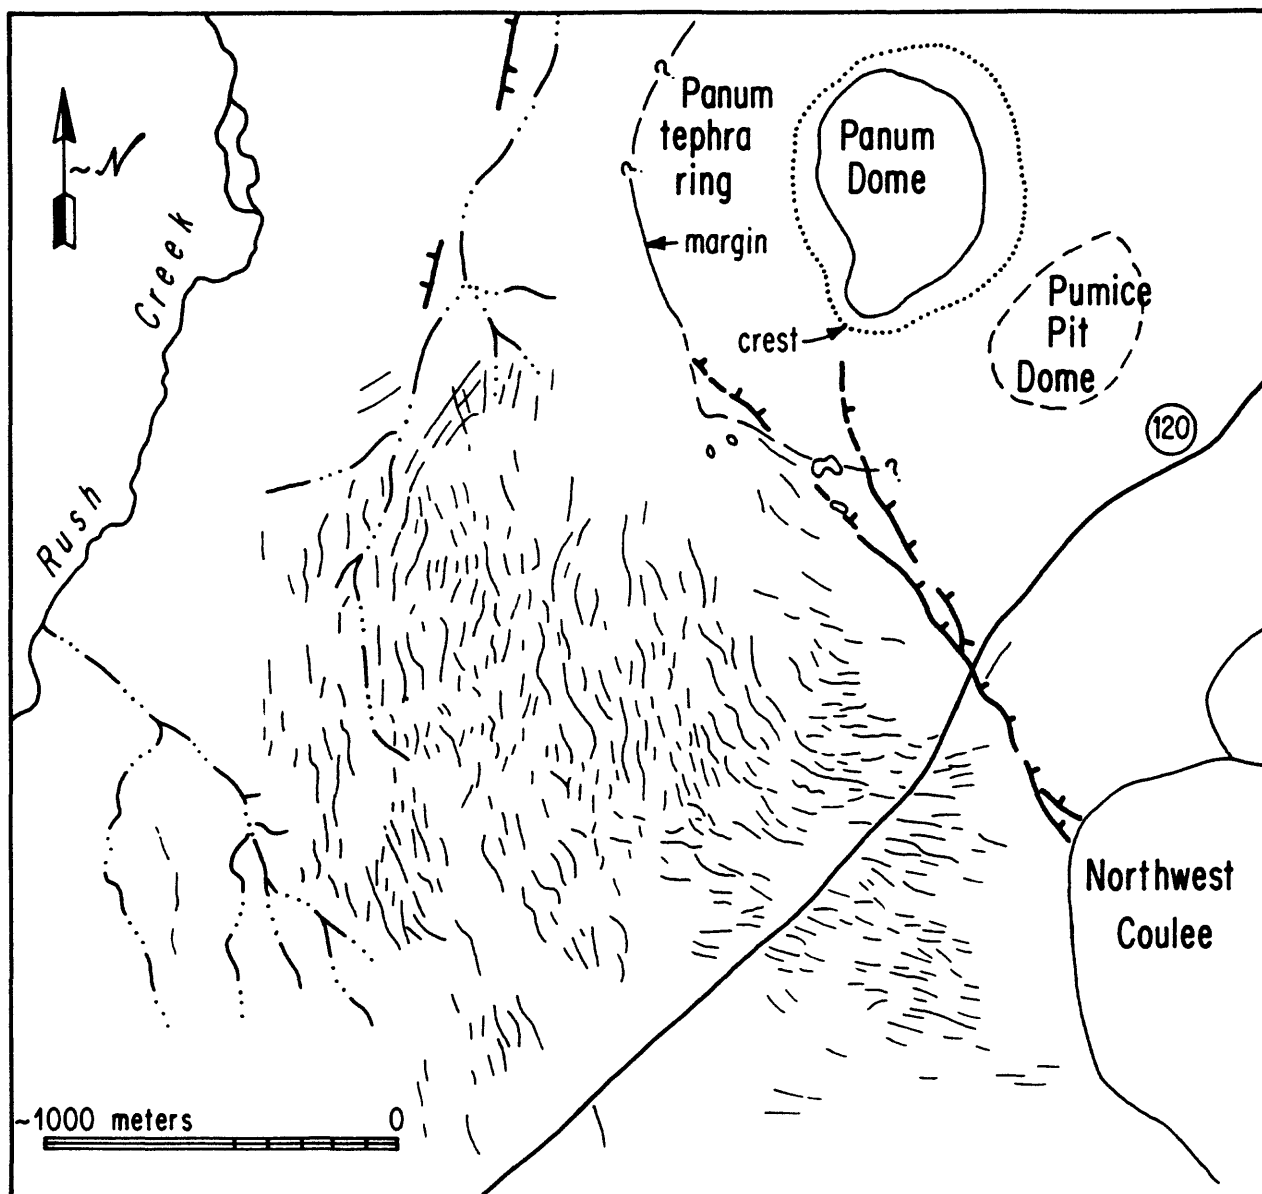 ~N
Panum
tephra
ring
?
?
margin
Panum
Dome
crest
Pumice
Pit
Dome
120
?
Rush Creek
Northwest
Coulee
~1000 meters 0